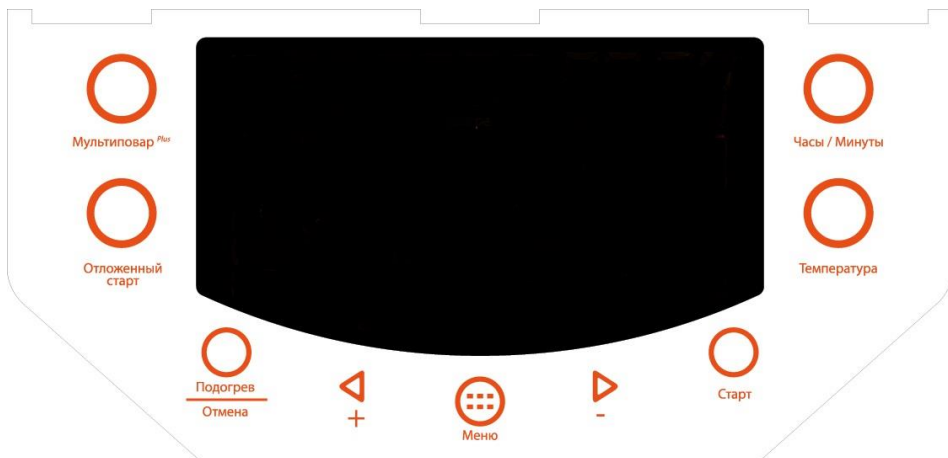 Мультиповар Plus
Часы / Минуты
Отложенный
старт
Температура
Подогрев
Отмена
+
Меню
-
Старт